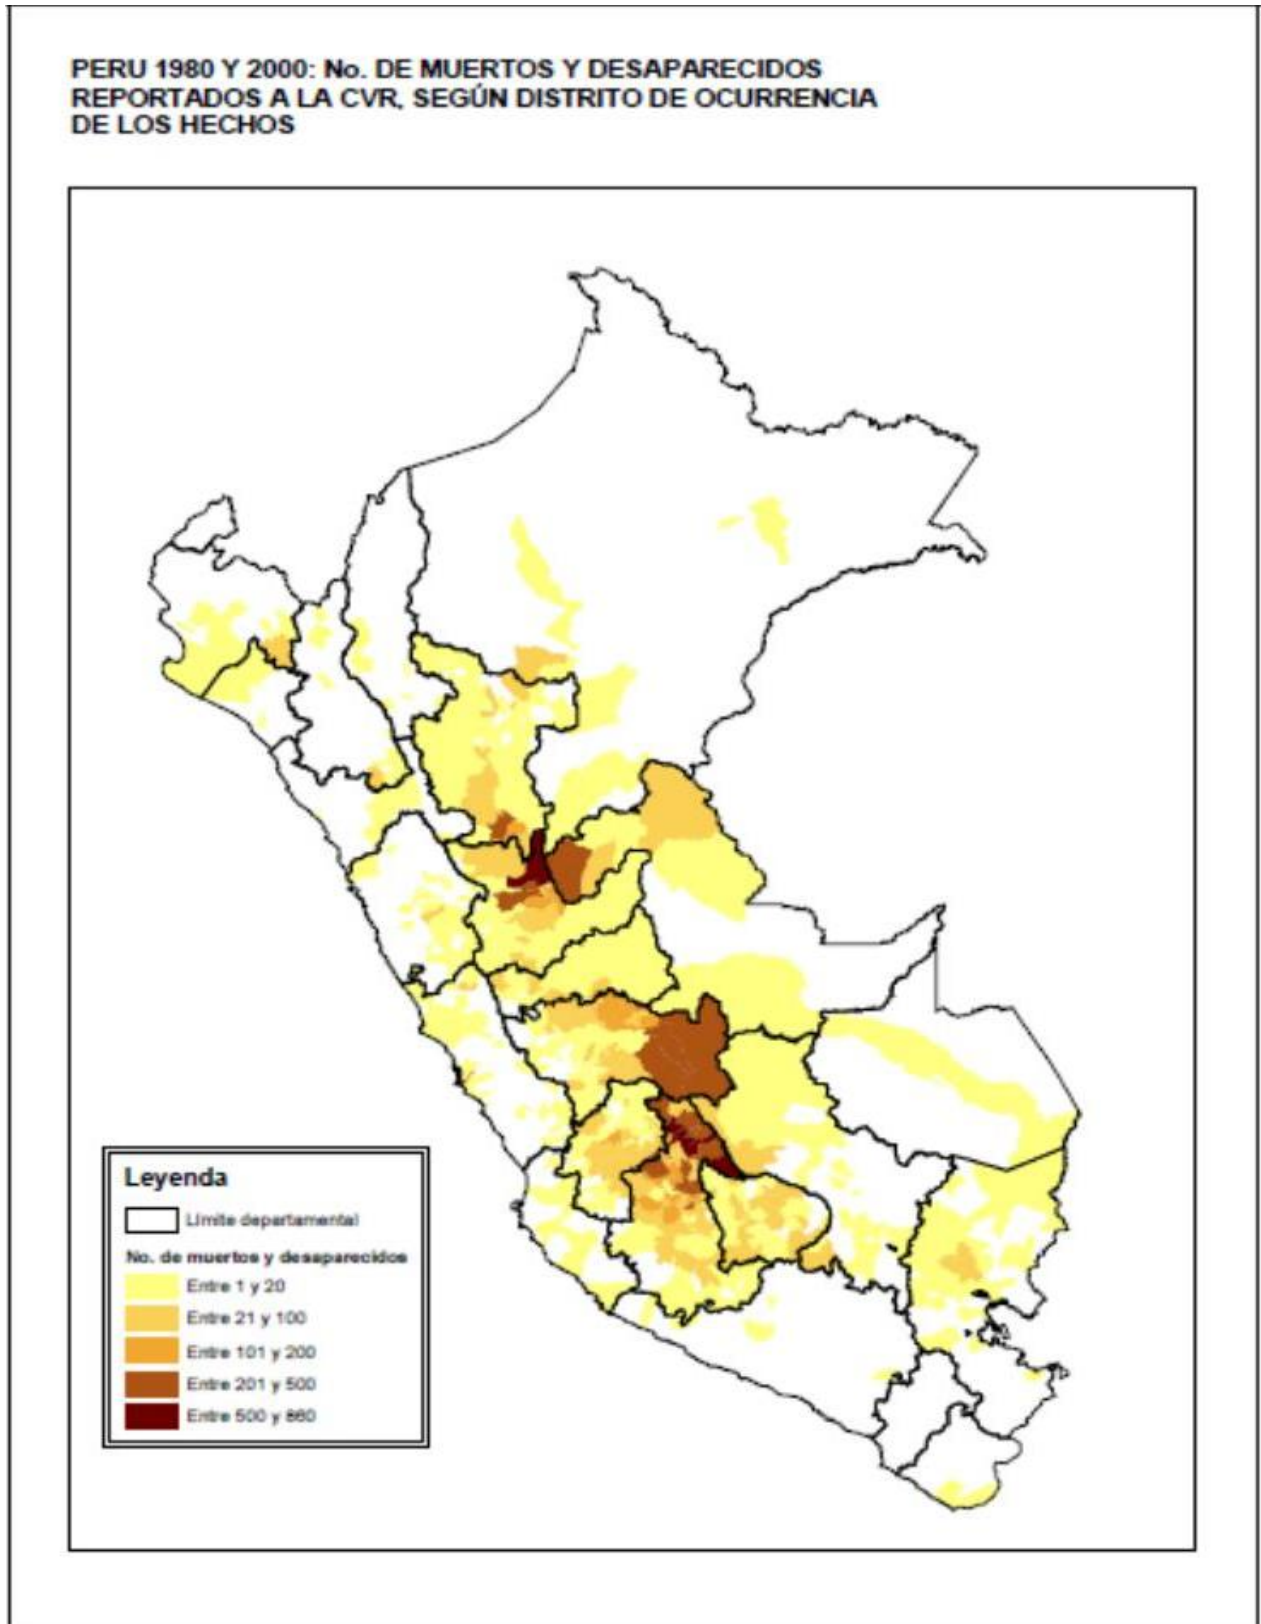 PERU 1980 Y 2000: No. DE MUERTOS Y DESAPARECIDOS
REPORTADOS A LA CVR, SEGÚN DISTRITO DE OCURRENCIA
DE LOS HECHOS
Leyenda
Límite departamental
No. de muertos y desaparecidos
Entre 1 y 20
Entre 21 y 100
Entre 101 y 200
Entre 201 y 500
Entre 500 y 860